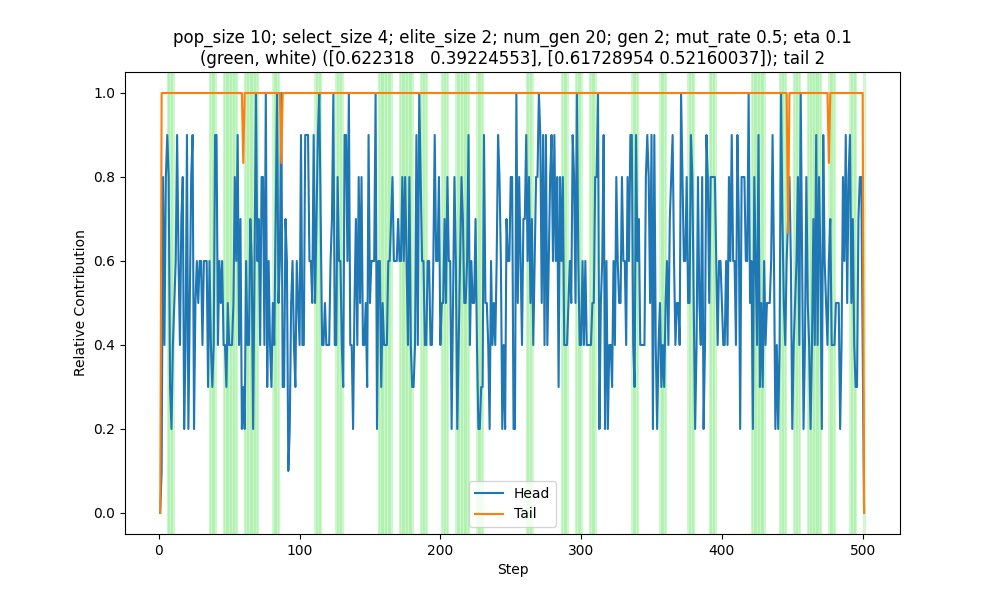 pop_size 10; select_size 4; elite_size 2; num_gen 20; gen 2; mut_rate 0.5; eta 0.1
(green, white) ([0.622318   0.39224553], [0.61728954 0.52160037]); tail 2
1.0
0.8
0.6
0.4
0.2
0.0
Relative Contribution
Head
Tail
0
100
200
300
400
500
Step